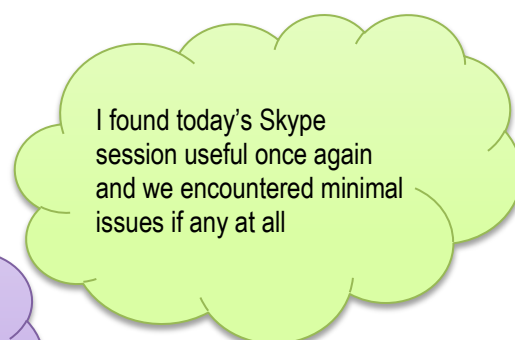 I found today’s Skype
session useful once again
and we encountered minimal
issues if any at all